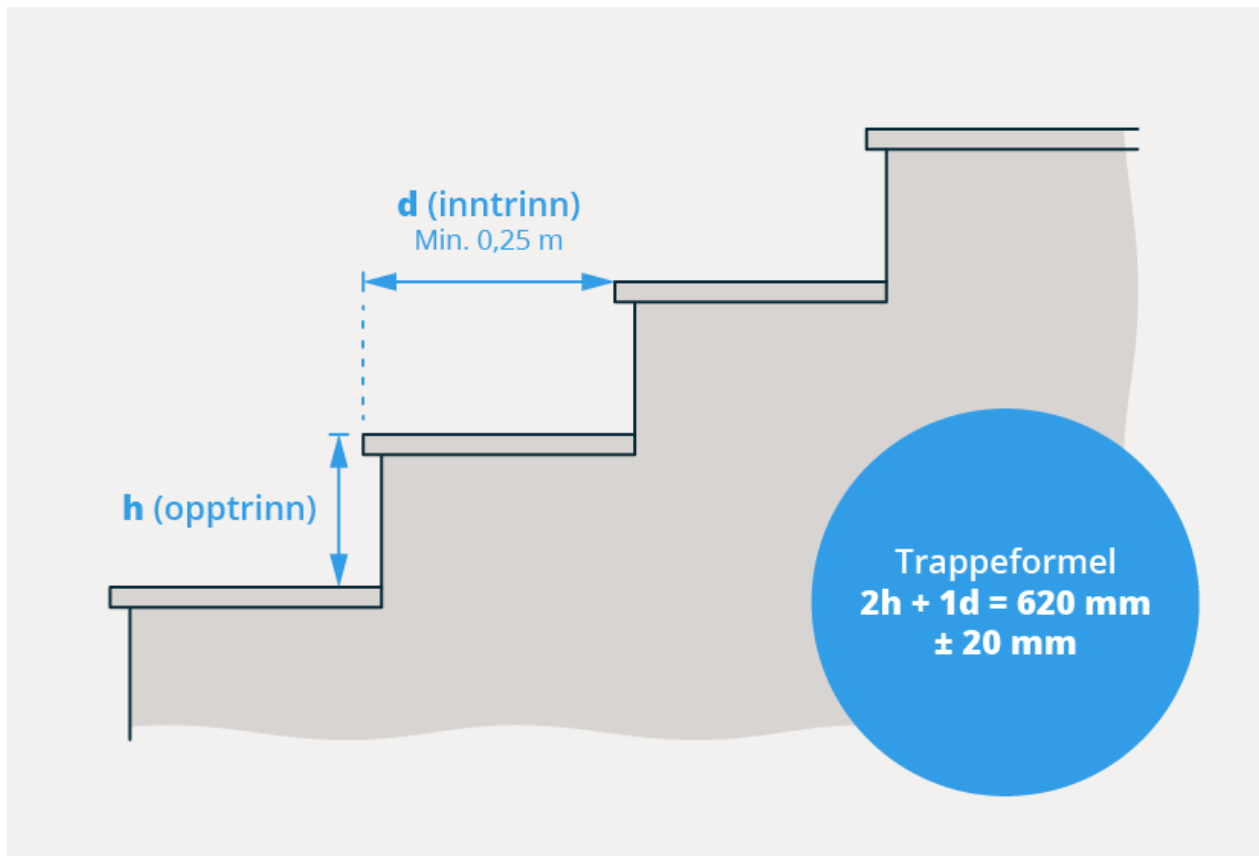 d (inntrinn)
Min. 0,25 m
h (opptrinn)
Trappeformel
2h + 1d = 620 mm
± 20 mm